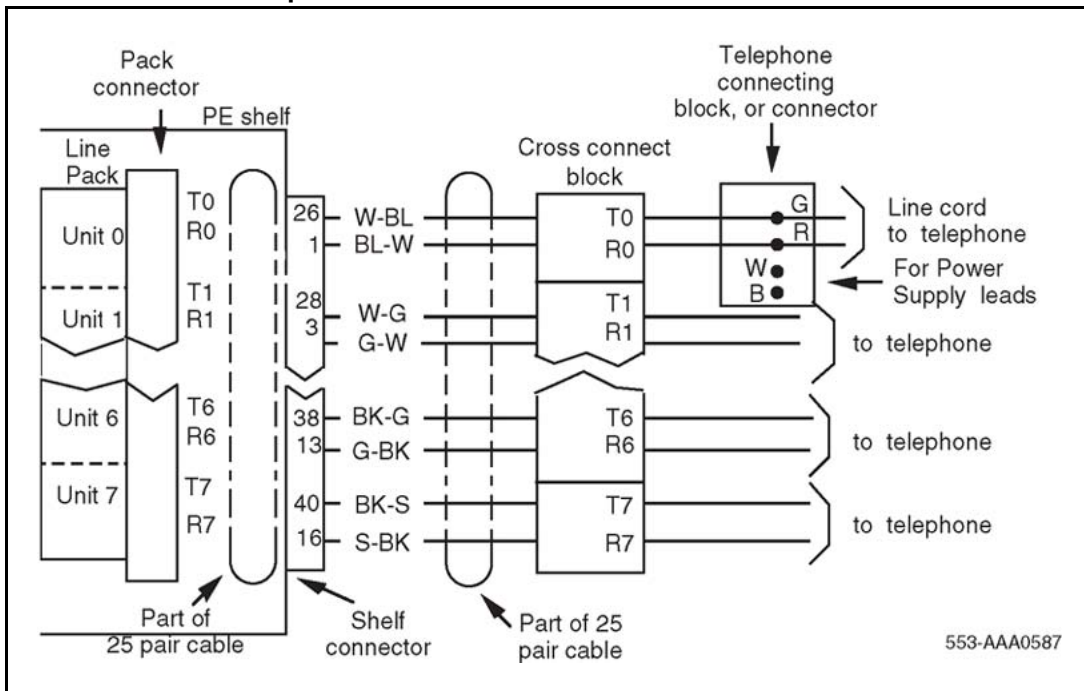 Pack
connector
PE shelf
Line
Pack
Unit 0
Unit 1
Unit 6
Unit 7
T0
R0
T1
R1
T6
R6
T7
R7
26
1
28
3
38
13
40
16
W-BL
BL-W
W-G
G-W
BK-G
G-BK
BK-S
S-BK
Cross connect
block
T0
R0
T1
R1
T6
R6
T7
R7
Telephone
connecting
block, or connector
G
R
W
B
Line cord
to telephone
For Power
Supply leads
to telephone
to telephone
to telephone
Part of
25 pair cable
Shelf
connector
Part of 25
pair cable
553-AAA0587